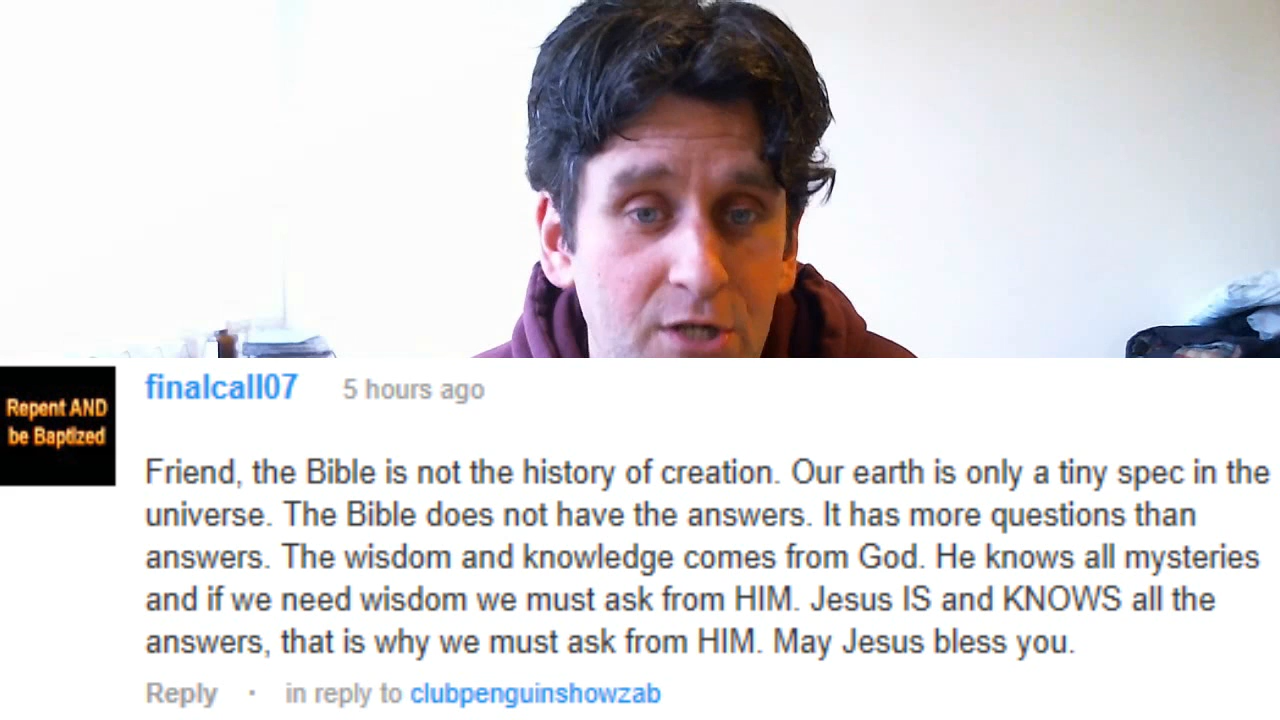 finalcall07 5 hours ago
Repent AND
be Baptized
Friend, the Bible is not the history of creation. Our earth is only a tiny spec in the
universe. The Bible does not have the answers. It has more questions than
answers. The wisdom and knowledge comes from God. He knows all mysteries
and if we need wisdom we must ask from HIM. Jesus IS and KNOWS all the
answers, that is why we must ask from HIM. May Jesus bless you.
Reply · in reply to clubpenguinshowzab